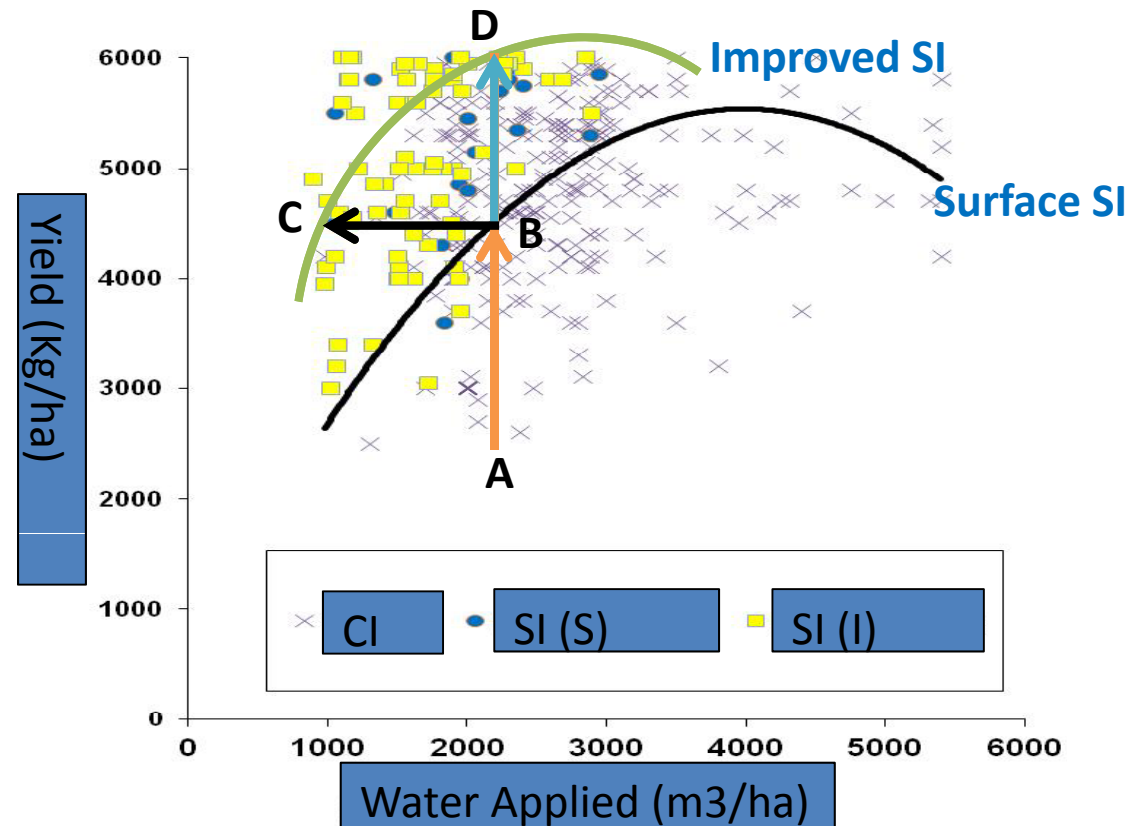 D
6000
Improved SI
5000
Surface SI
C
B
4000
Yield (Kg/ha)
3000
A
2000
1000
CI
SI (S)
SI (I)
0
0 1000 2000 3000 4000 5000 6000
Water Applied (m3/ha)